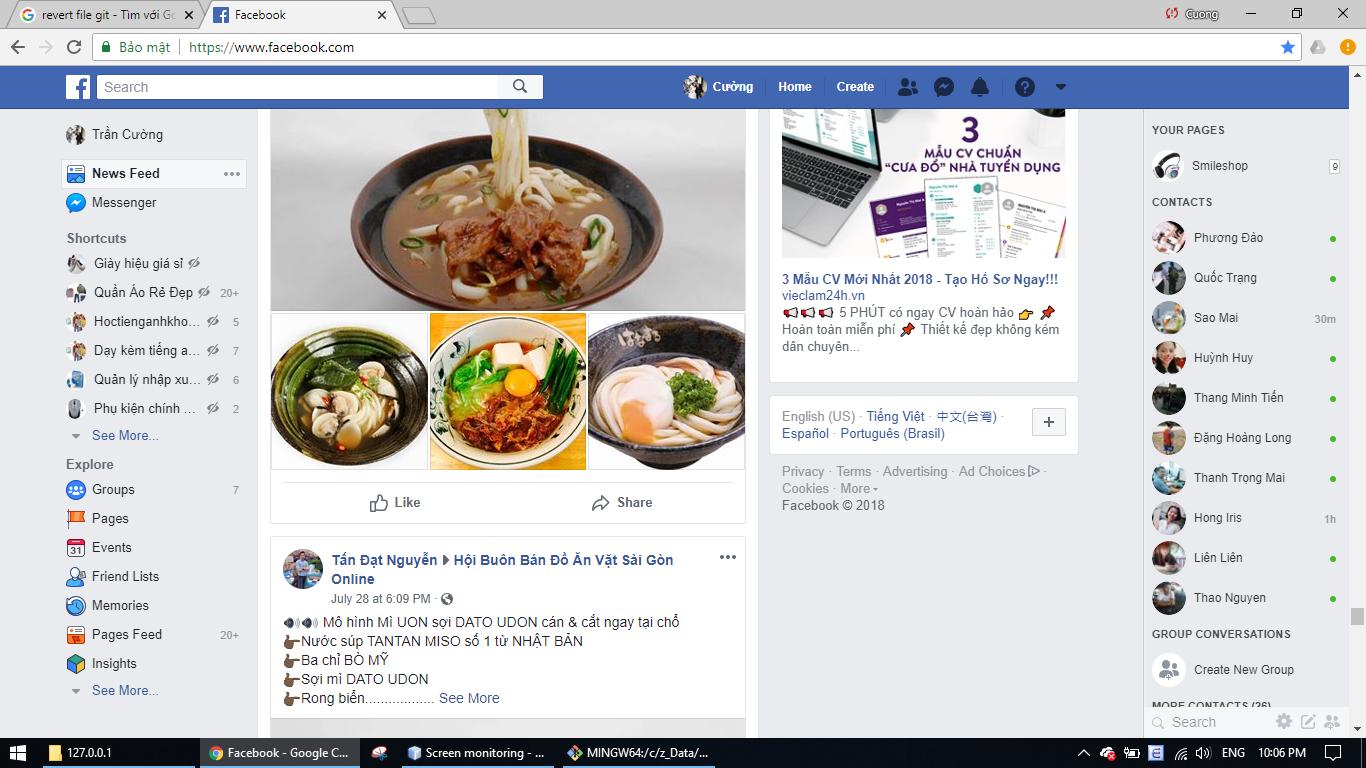 revert file git - Tìm với Go
Facebook
Cuong
Bảo mật
https://www.facebook.com
Search
Cường
Home
Create
Trần Cường
News Feed
Messenger
Shortcuts
Giày hiệu giá sỉ
Quần Áo Rẻ Đẹp
20+
Hoctienganhkho...
5
Dạy kèm tiếng a...
7
Quản lý nhập xu...
6
Phụ kiện chính ...
2
See More...
Explore
Groups
7
Pages
31
Events
Friend Lists
Memories
Pages Feed
20+
Insights
See More...
Like
Share
Tấn Đạt Nguyễn
Hội Buôn Bán Đồ Ăn Vặt Sài Gòn
Online
July 28 at 6:09 PM ·
Mô hình Mì UON sợi DATO UDON cán & cắt ngay tại chổ
Nước súp TANTAN MISO số 1 từ NHẬT BẢN
Ba chỉ BÒ MỸ
Sợi mì DATO UDON
Rong biển.................. See More
3
MẪU CV CHUẨN
“CƯA ĐỔ” NHÀ TUYỂN DỤNG
3 Mẫu CV Mới Nhất 2018 - Tạo Hồ Sơ Ngay!!!
vieclam24h.vn
5 PHÚT có ngay CV hoàn hảo
Hoàn toàn miễn phí
Thiết kế đẹp không kém
dân chuyên...
English (US) · Tiếng Việt · 中文(台灣) ·
Español · Português (Brasil)
Privacy · Terms · Advertising · Ad Choices ·
Cookies · More
Facebook © 2018
YOUR PAGES
Smileshop
9
CONTACTS
Phương Đảo
Quốc Trạng
Sao Mai
30m
Huỳnh Huy
Thang Minh Tiến
Đặng Hoàng Long
Thanh Trọng Mai
Hong Iris
1h
Liên Liên
Thao Nguyen
GROUP CONVERSATIONS
Create New Group
MORE CONTACTS (26)
Search
127.0.0.1
Facebook - Google C...
Screen monitoring - ...
MINGW64:/c/z_Data/...
ENG
10:06 PM